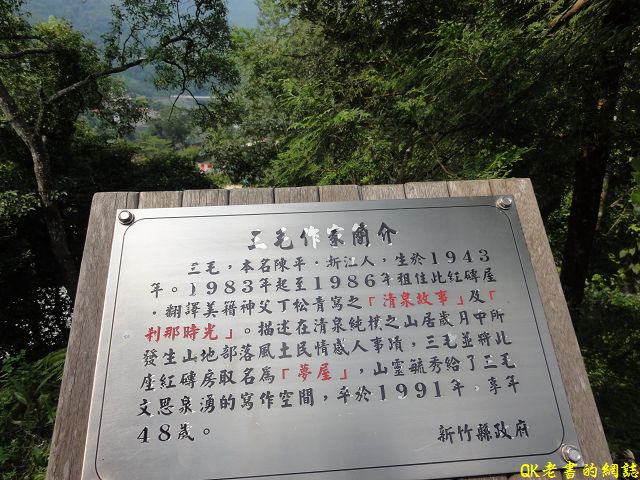 三毛作家簡介
三毛，本名陳平，浙江人，生於1943
年。1983年起至1986年租住此紅磚屋
，翻譯美籍神父丁松青寫之「清泉故事」及「
剎那時光」。描述在清泉純樸之山居歲月中所
發生山地部落風土民情感人事蹟，三毛並將此
座紅磚房取名為「夢屋」，山靈毓秀給了三毛
文思泉湧的寫作空間，卒於1991年，享年
48歲。
新竹縣政府
QK老書的網誌